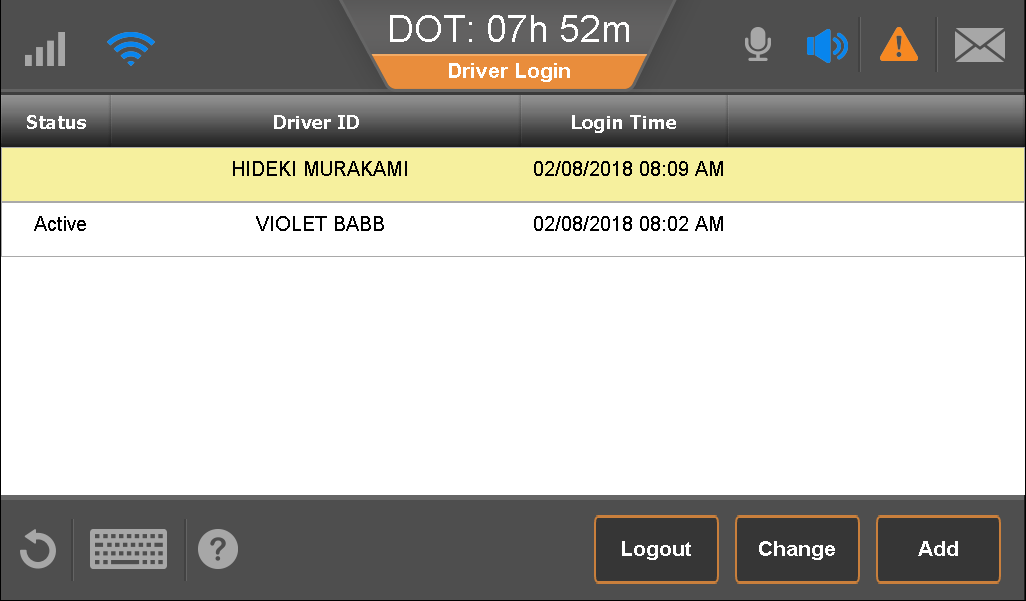 DOT: 07h 52m
Driver Login
Status Driver ID Login Time
HIDEKI MURAKAMI 02/08/2018 08:09 AM
Active VIOLET BABB 02/08/2018 08:02 AM
?
Logout Change Add